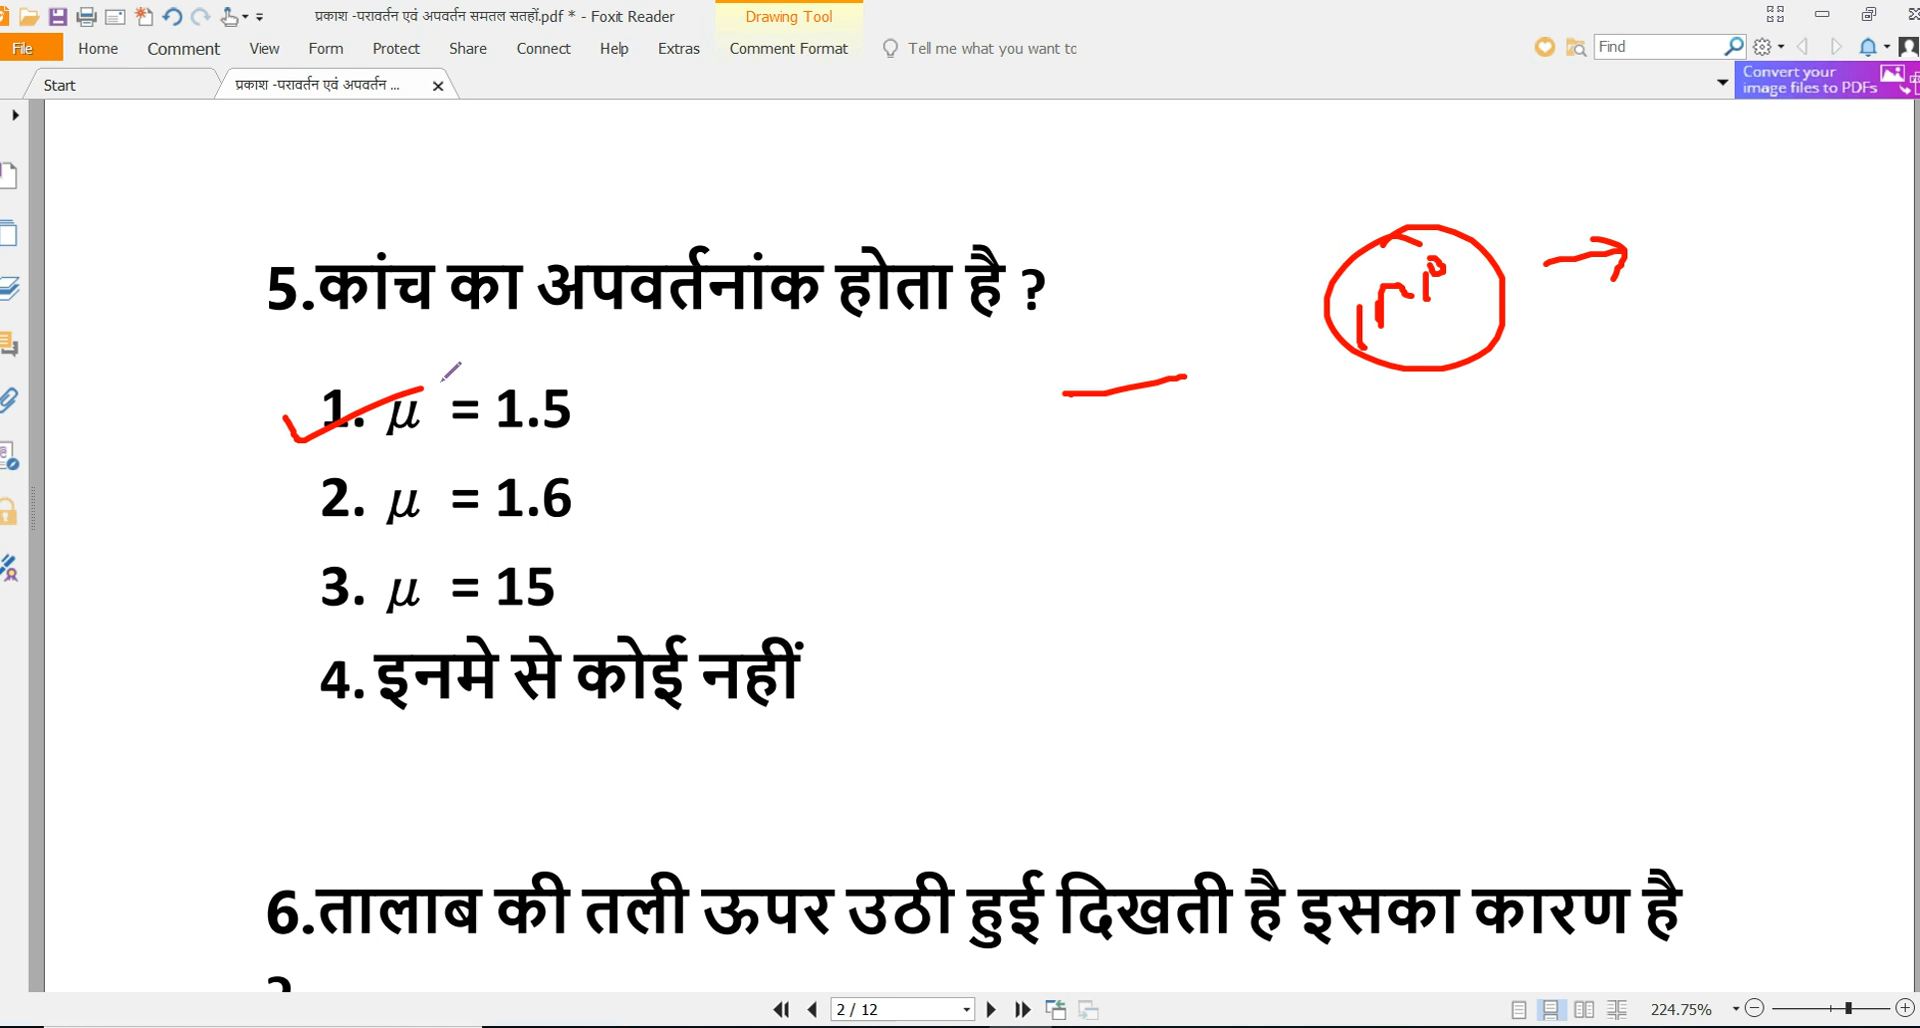 प्रकाश -परावर्तन एवं अपवर्तन समतल सतहों.pdf * - Foxit Reader
Drawing Tool
File Home Comment View Form Protect Share Connect Help Extras Comment Format Tell me what you want to Find
Start
प्रकाश -परावर्तन एवं अपवर्तन ...
Convert your
image files to PDFs
5.कांच का अपवर्तनांक होता है ?
1. μ = 1.5
2. μ = 1.6
3. μ = 15
4. इनमे से कोई नहीं
6.तालाब की तली ऊपर उठी हुई दिखती है इसका कारण है
2 / 12
224.75%